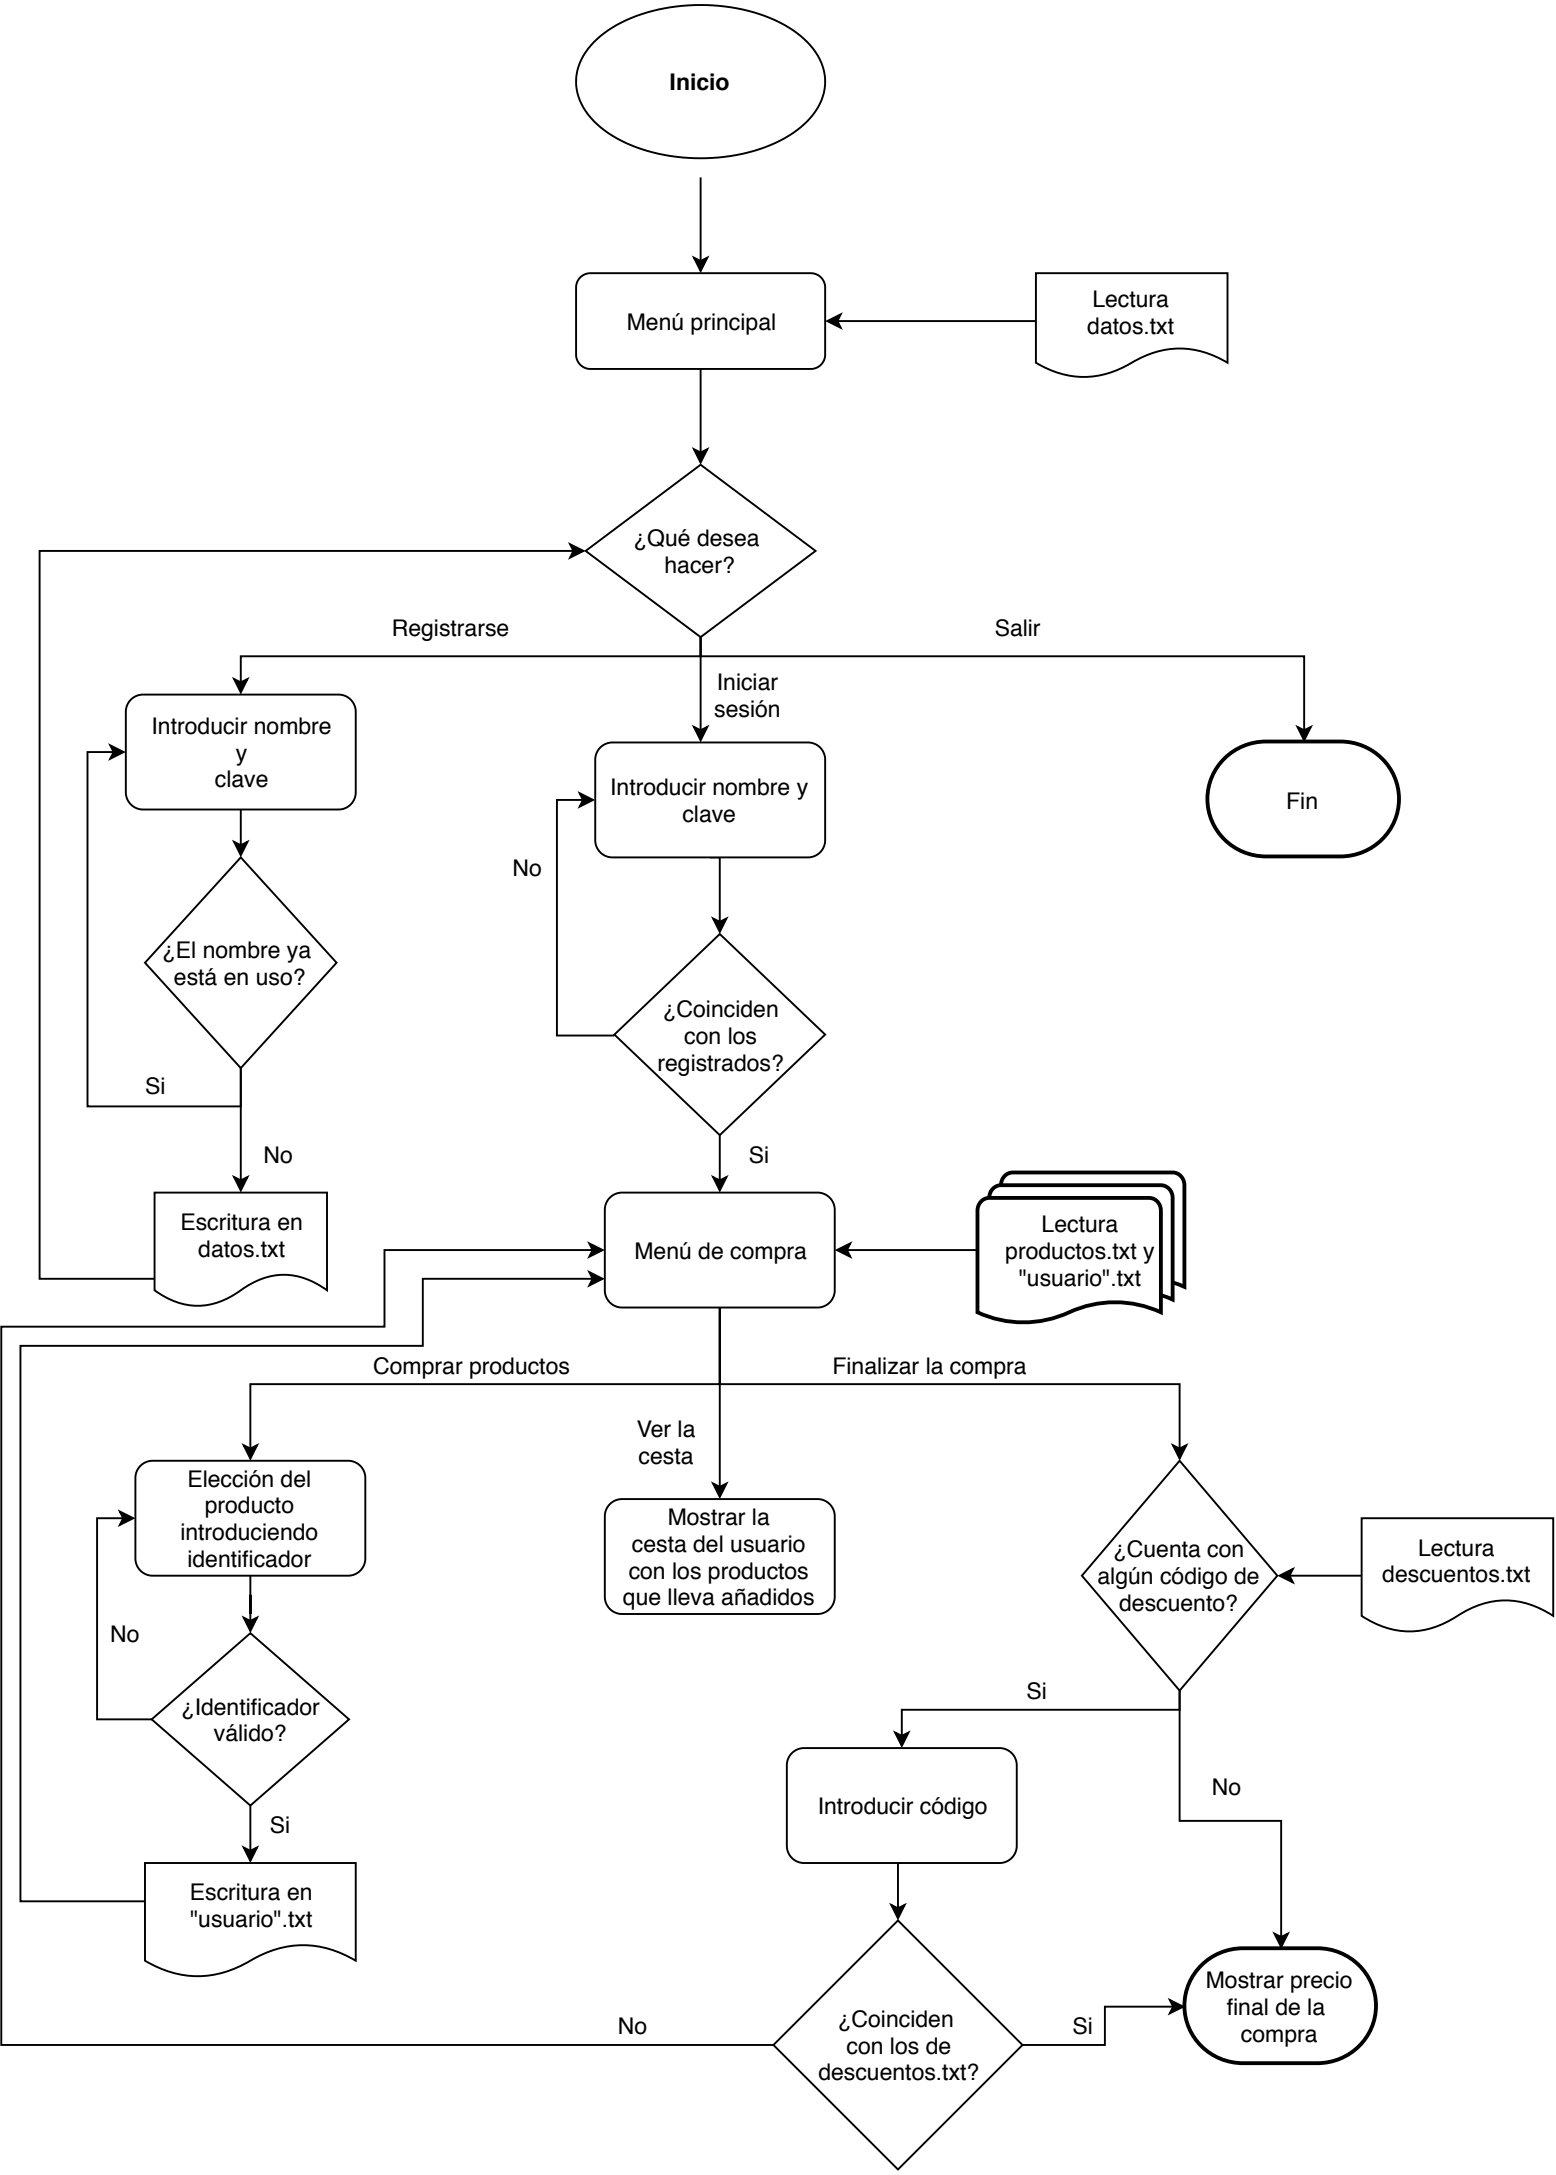 Inicio
Menú principal
Lectura
datos.txt
¿Qué desea
hacer?
Registrarse
Salir
Iniciar
sesión
Introducir nombre
y
clave
Introducir nombre y
clave
Fin
No
¿El nombre ya
está en uso?
¿Coinciden
con los
registrados?
Si
No
Si
Escritura en
datos.txt
Menú de compra
Lectura
productos.txt y
"usuario".txt
Comprar productos
Finalizar la compra
Ver la
cesta
Elección del
producto
introduciendo
identificador
Mostrar la
cesta del usuario
con los productos
que lleva añadidos
¿Cuenta con
algún código de
descuento?
Lectura
descuentos.txt
No
¿Identificador
válido?
Si
No
Introducir código
Si
Escritura en
"usuario".txt
Mostrar precio
final de la
compra
No
¿Coinciden
con los de
descuentos.txt?
Si